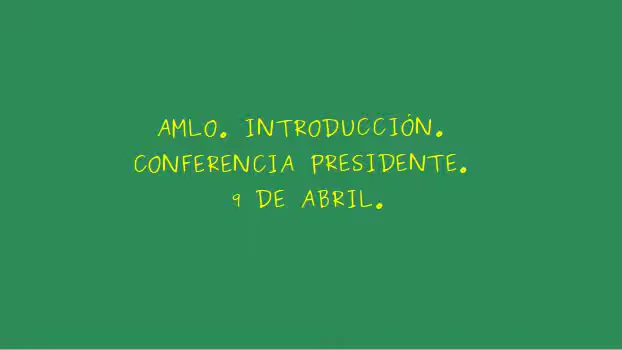 AMLO. INTRODUCCIÓN.
CONFERENCIA PRESIDENTE.
9 DE ABRIL.